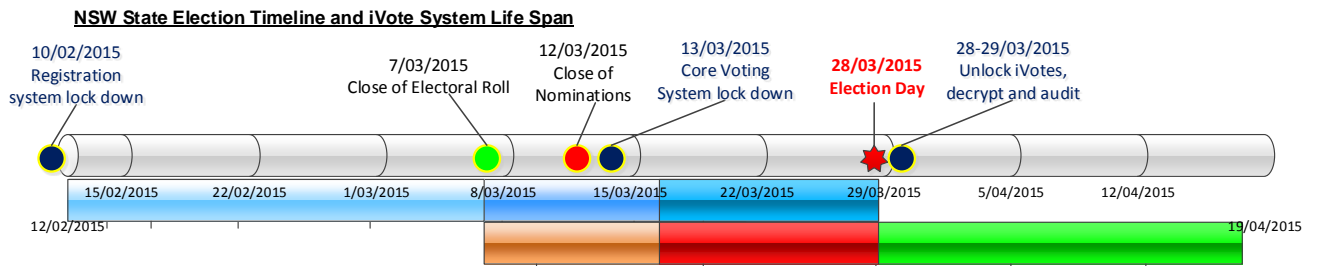 NSW State Election Timeline and iVote System Life Span
10/02/2015
Registration
system lock down
7/03/2015
Close of Electoral Roll
12/03/2015
Close of
Nominations
13/03/2015
Core Voting
System lock down
28/03/2015
Election Day
28-29/03/2015
Unlock iVotes,
decrypt and audit
15/02/2015 22/02/2015 1/03/2015 8/03/2015 15/03/2015 22/03/2015 29/03/2015 5/04/2015 12/04/2015
12/02/2015 19/04/2015